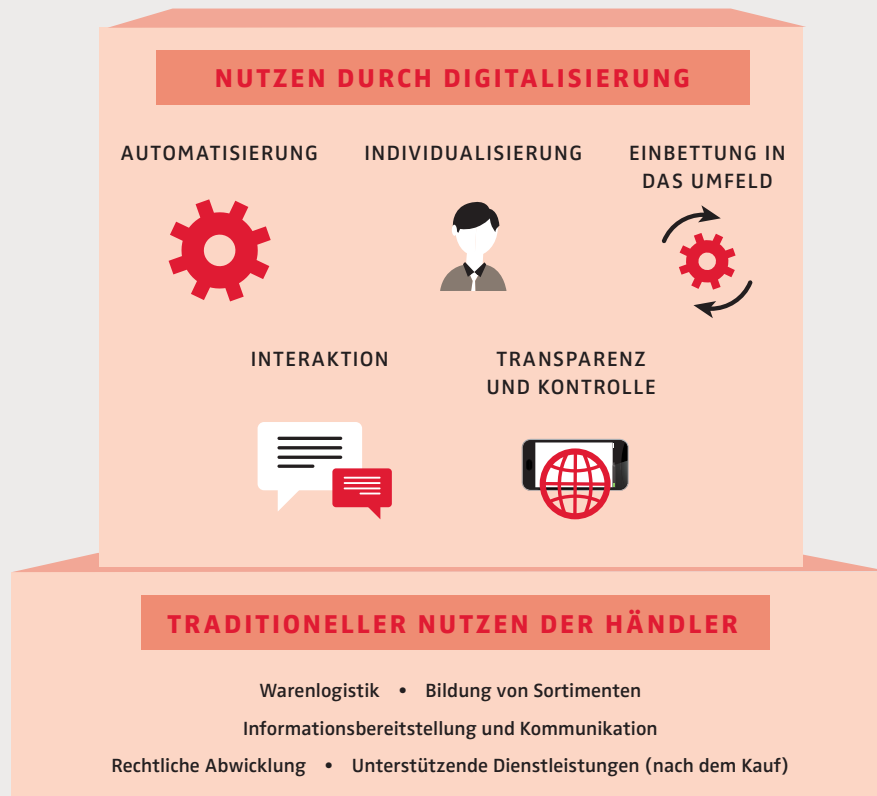 NUTZEN DURCH DIGITALISIERUNG
AUTOMATISIERUNG
INDIVIDUALISIERUNG
EINBETTUNG IN
DAS UMFELD
INTERAKTION
TRANSPARENZ
UND KONTROLLE
TRADITIONELLER NUTZEN DER HÄNDLER
Warenlogistik • Bildung von Sortimenten
Informationsbereitstellung und Kommunikation
Rechtliche Abwicklung • Unterstützende Dienstleistungen (nach dem Kauf)